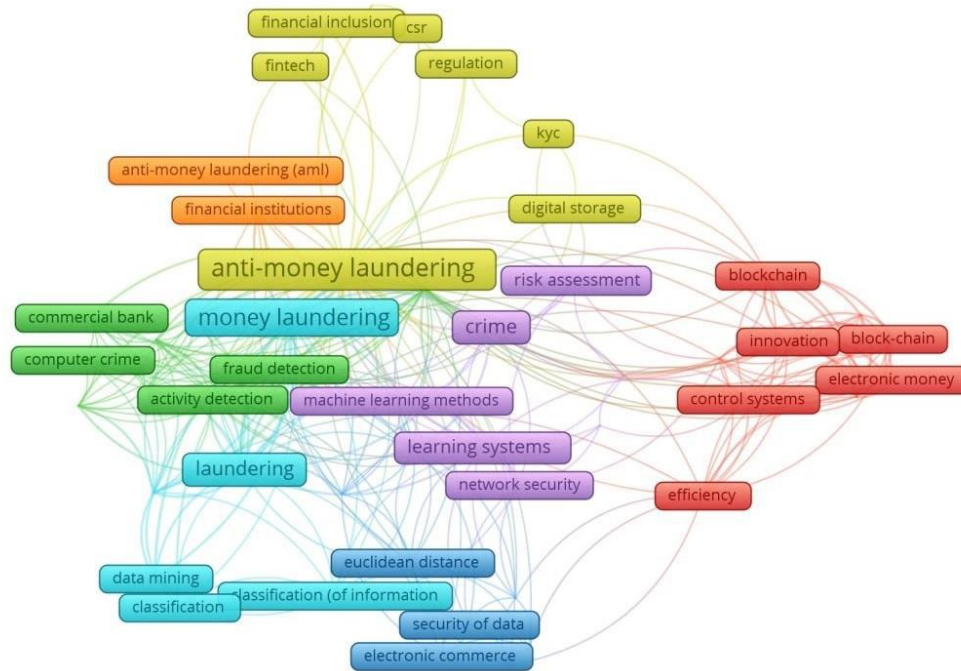 financial inclusion
csr
fintech
regulation
kyc
anti-money laundering (aml)
financial institutions
digital storage
anti-money laundering
risk assessment
blockchain
commercial bank
money laundering
crime
innovation
block-chain
computer crime
fraud detection
electronic money
activity detection
machine learning methods
control systems
learning systems
laundering
network security
efficiency
euclidean distance
data mining
classification
classification (of information
security of data
electronic commerce